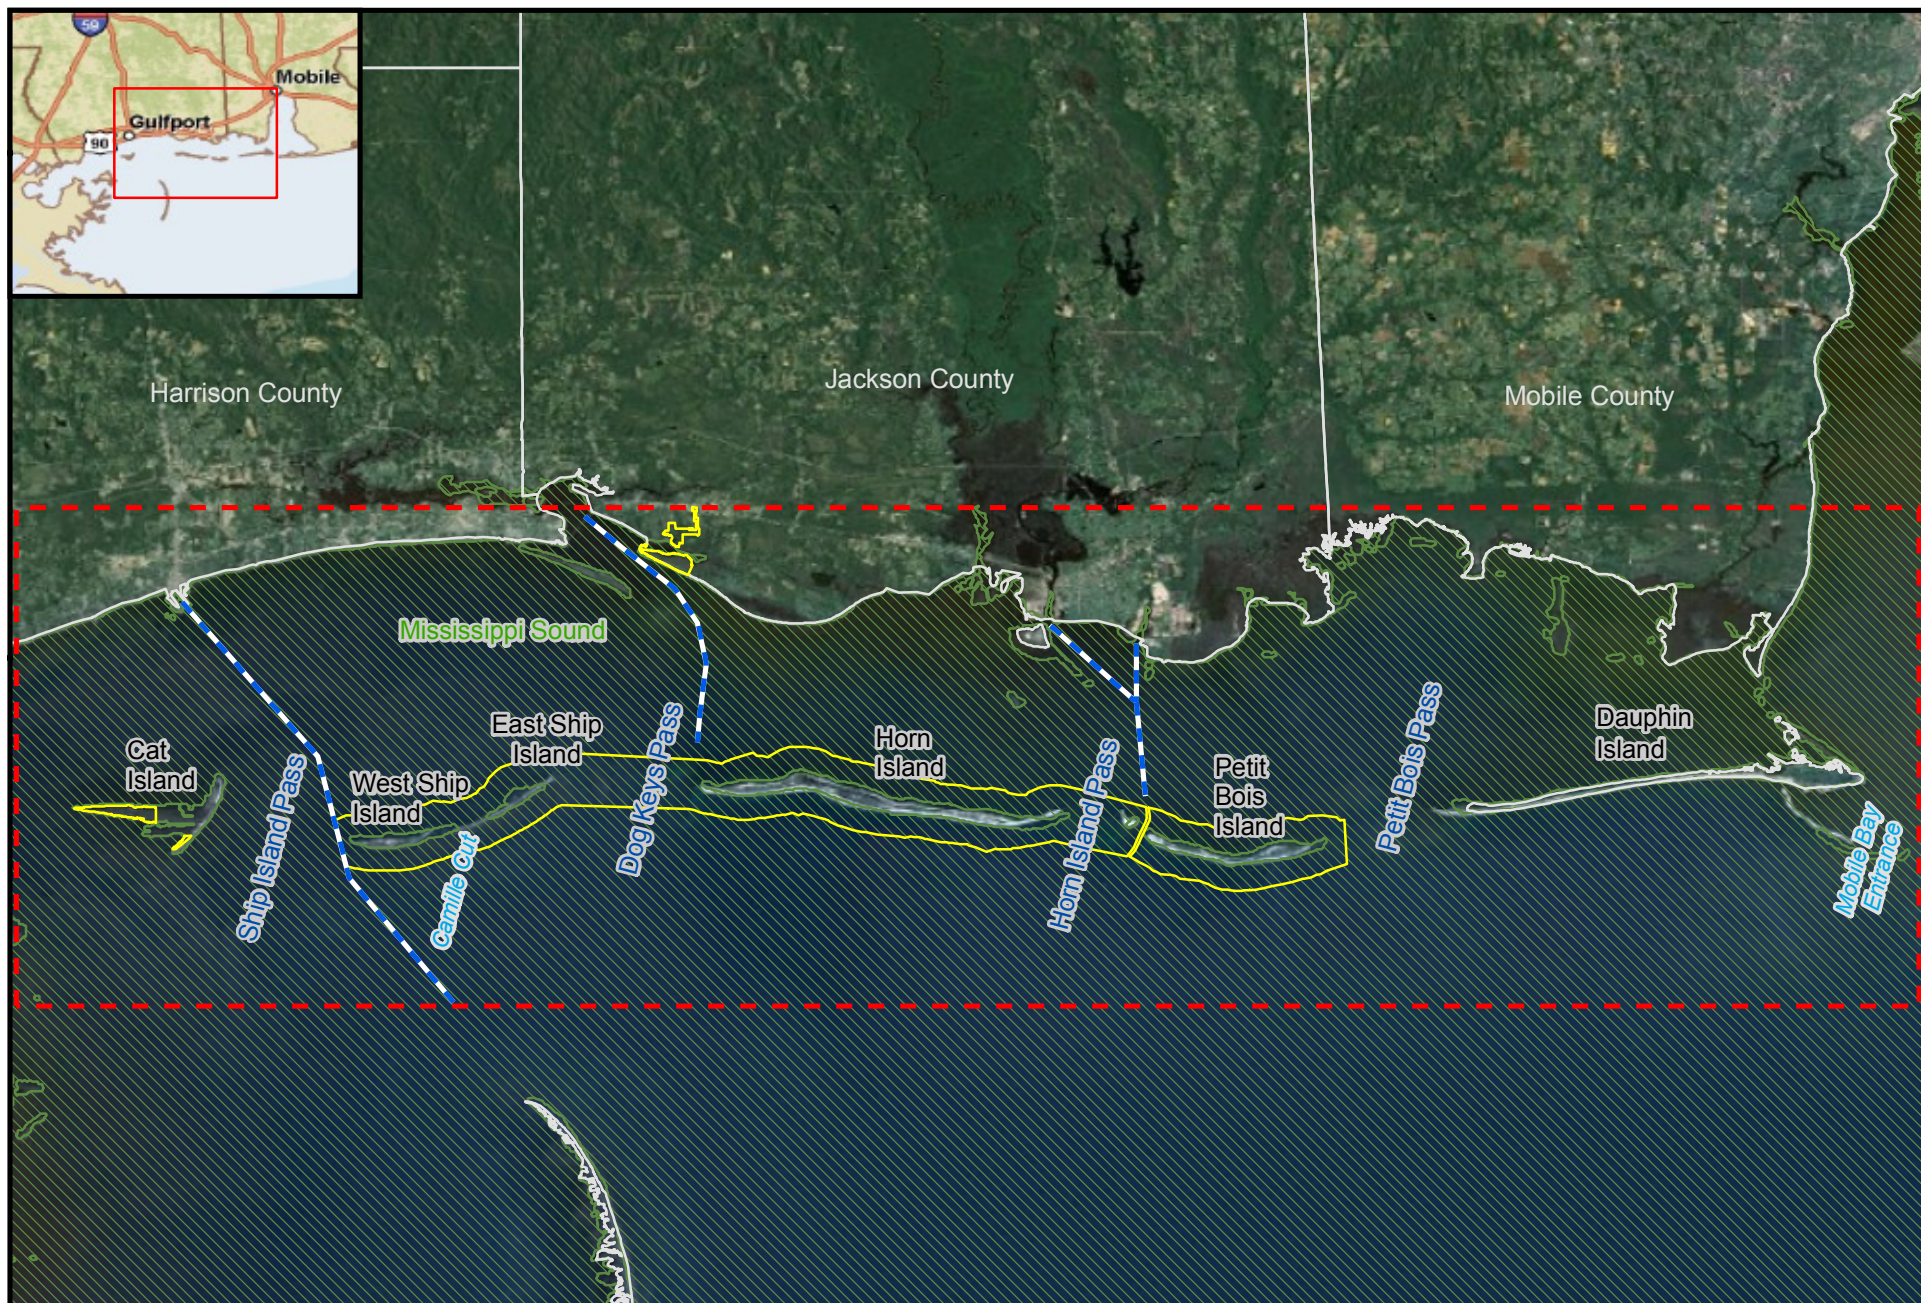 59
Mobile
Gulfport
90
Harrison County
Jackson County
Mobile County
Mississippi Sound
Cat
Island
Ship Island Pass
West Ship
Island
East Ship
Island
Camille Cut
Dog Keys Pass
Horn
Island
Horn Island Pass
Petit
Bois
Island
Petit Bois Pass
Dauphin
Island
Mobile Bay
Entrance